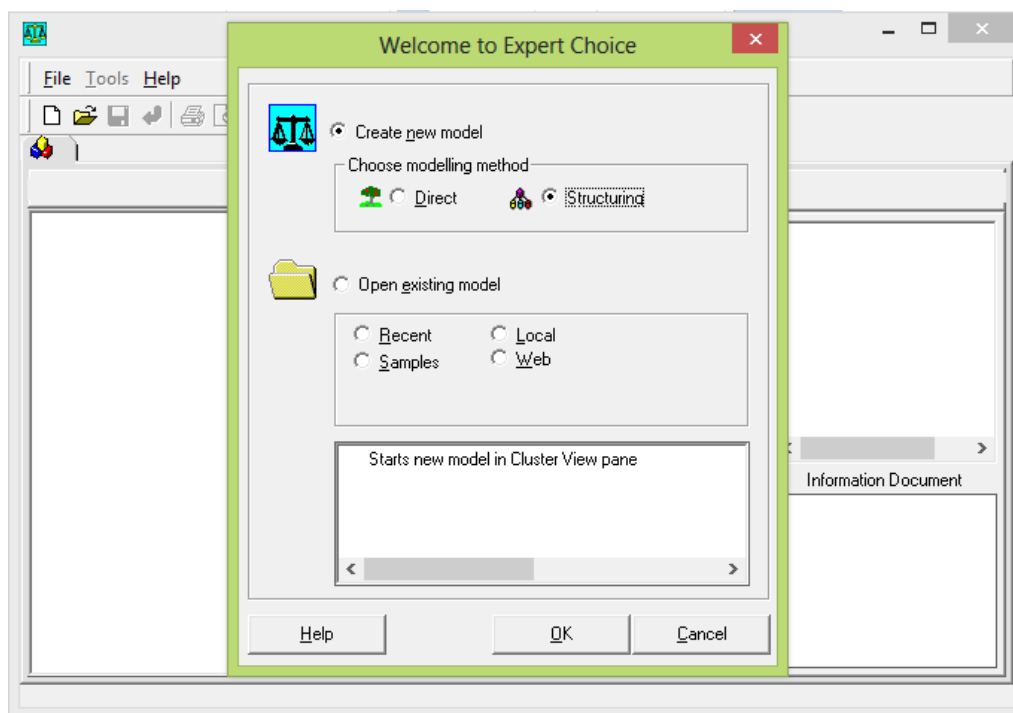 Welcome to Expert Choice
File Tools Help
Create new model
Choose modelling method
Direct Structuring
Open existing model
Recent Local
Samples Web
Starts new model in Cluster View pane
Information Document
Help OK Cancel